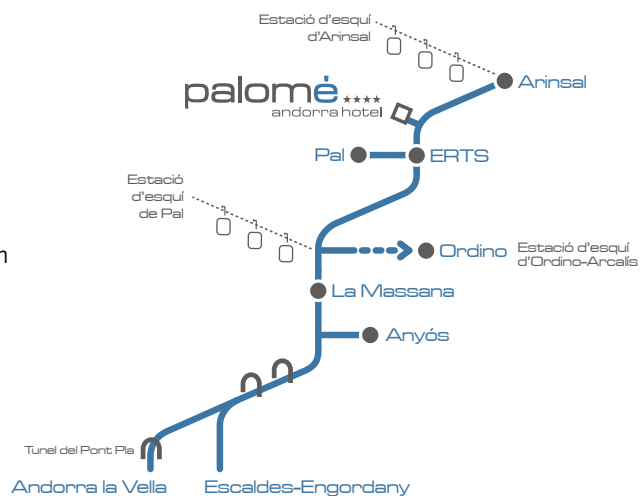 Estació d'esquí
d'Arinsal
Arinsal
palomé ★★★★
andorra hotel
Pal
ERTS
Estació
d'esquí
de Pal
n
Ordino
Estació d'esquí
d'Ordino-Arcalís
La Massana
Anyós
Tunel del Pont Pla
Andorra la Vella
Escaldes-Engordany